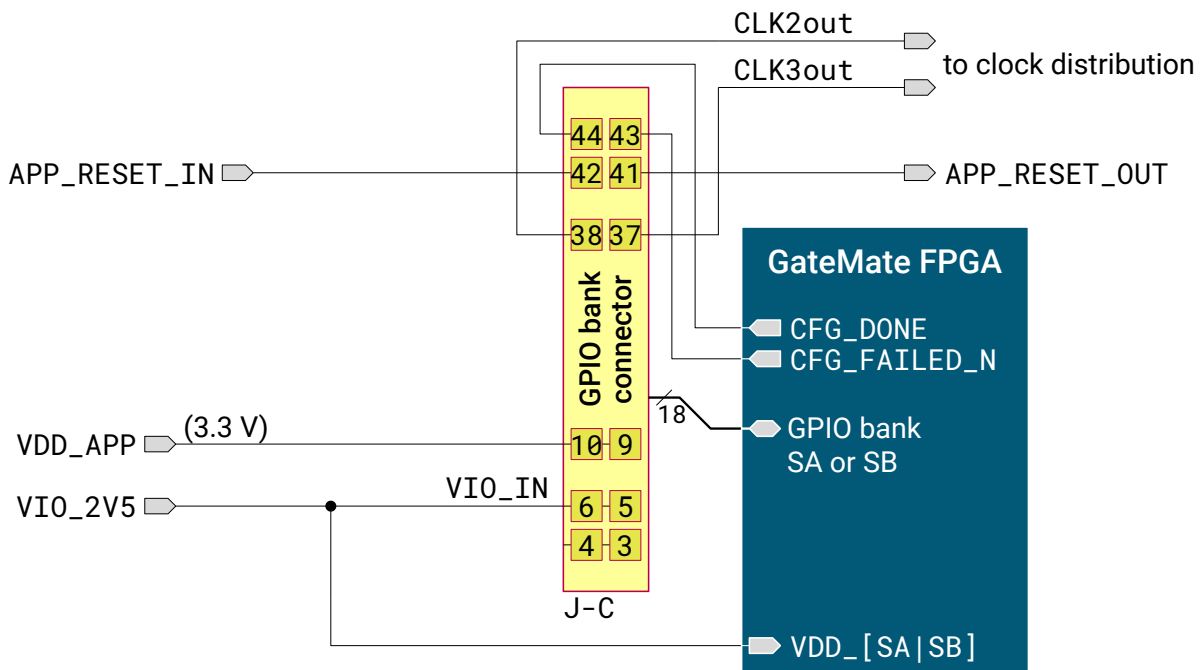 CLK2out
to clock distribution
CLK3out
44 43
APP_RESET_IN
42 41
APP_RESET_OUT
38 37
GateMate FPGA
GPIO bank
connector
CFG_DONE
CFG_FAILED_N
18
GPIO bank
SA or SB
(3.3 V)
VDD_APP
10 9
VIO_IN
VIO_2V5
6 5
4 3
J-C
VDD_[SA|SB]